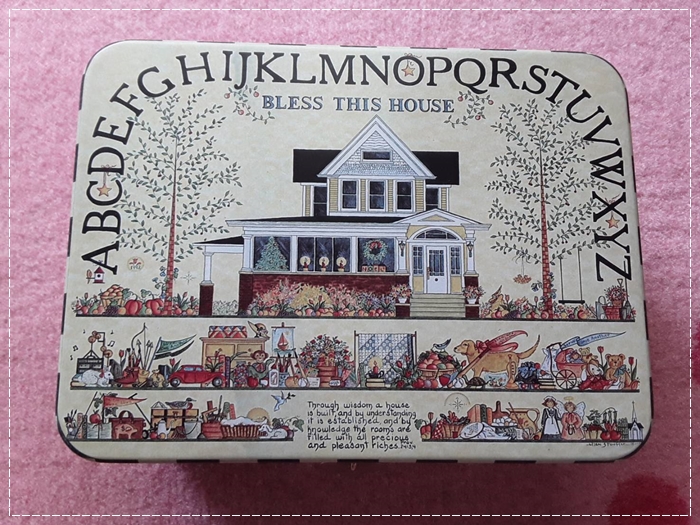 ABCDEFGHIJKLMNOPQRSTUVWXYZ
BLESS THIS HOUSE
Through wisdom a house
is built, and by understanding
it is established, and by
knowledge the rooms are
filled with all precious
and pleasant riches.